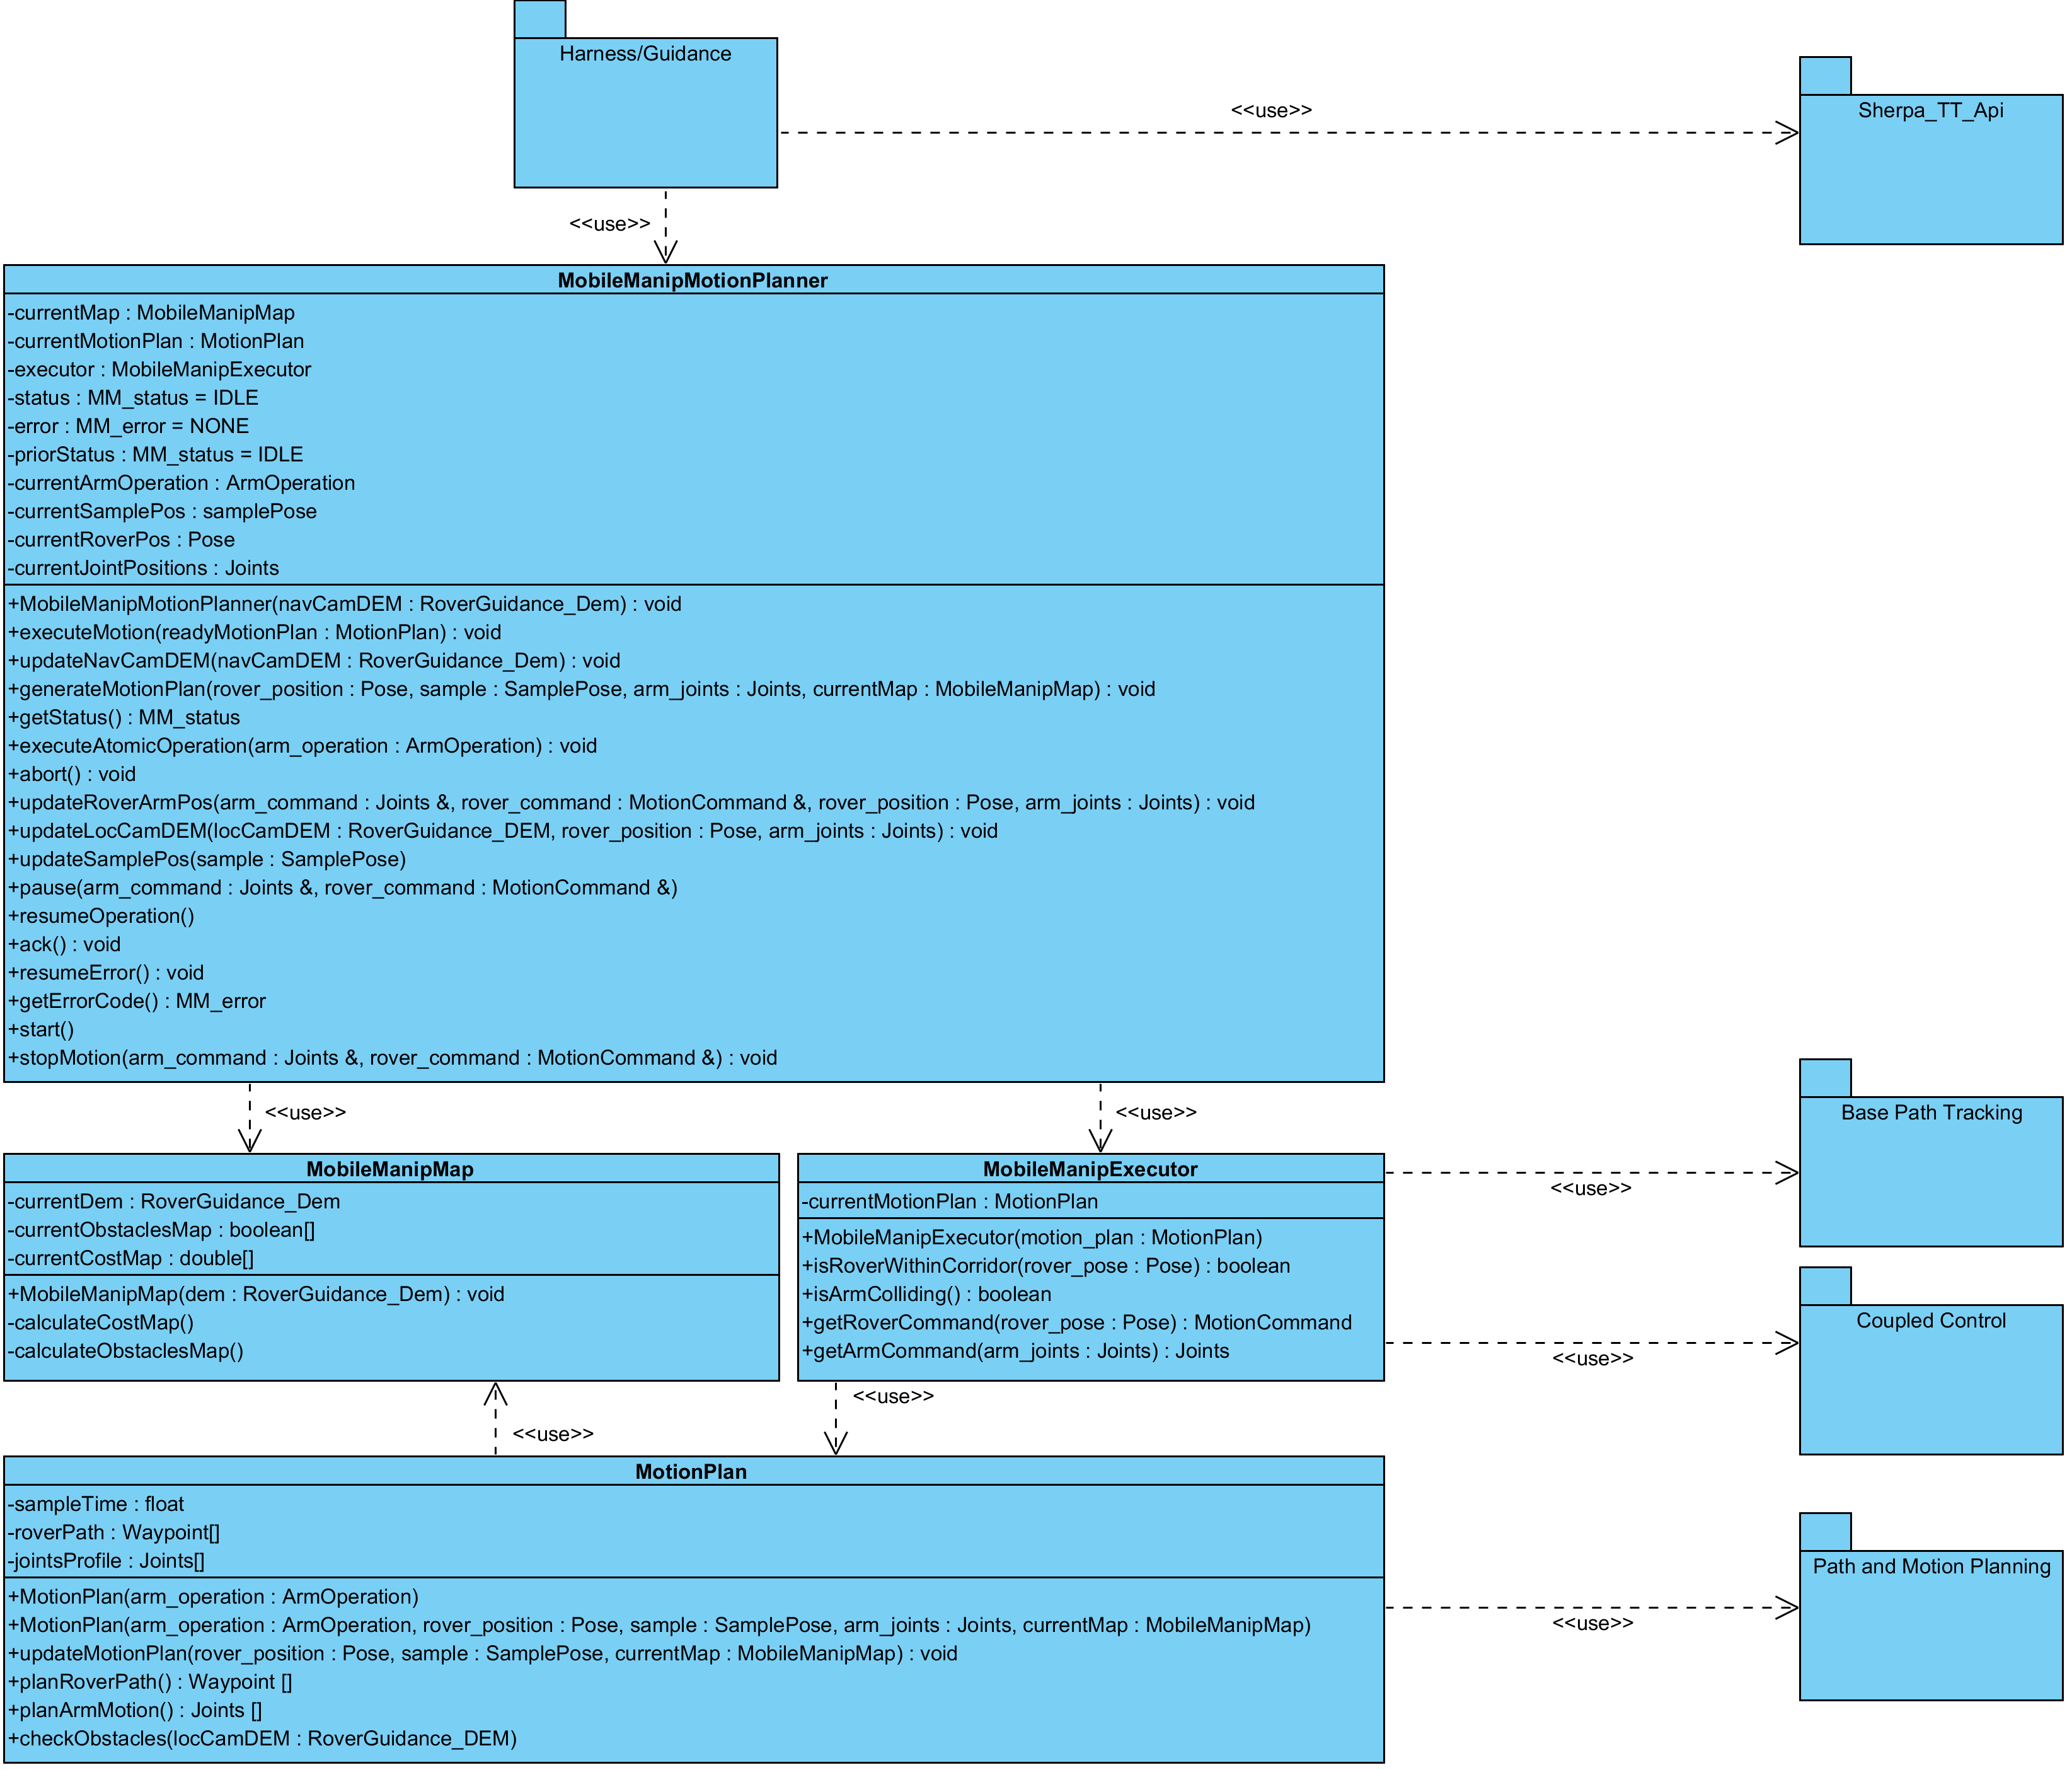 Harness/Guidance
<<use>>
Sherpa_TT_Api
<<use>>
MobileManipMotionPlanner
-currentMap : MobileManipMap
-currentMotionPlan : MotionPlan
-executor : MobileManipExecutor
-status : MM_status = IDLE
-error : MM_error = NONE
-priorStatus : MM_status = IDLE
-currentArmOperation : ArmOperation
-currentSamplePos : samplePose
-currentRoverPos : Pose
-currentJointPositions : Joints
+MobileManipMotionPlanner(navCamDEM : RoverGuidance_Dem) : void
+executeMotion(readyMotionPlan : MotionPlan) : void
+updateNavCamDEM(navCamDEM : RoverGuidance_Dem) : void
+generateMotionPlan(rover_position : Pose, sample : SamplePose, arm_joints : Joints, currentMap : MobileManipMap) : void
+getStatus() : MM_status
+executeAtomicOperation(arm_operation : ArmOperation) : void
+abort() : void
+updateRoverArmPos(arm_command : Joints &, rover_command : MotionCommand &, rover_position : Pose, arm_joints : Joints) : void
+updateLocCamDEM(locCamDEM : RoverGuidance_DEM, rover_position : Pose, arm_joints : Joints) : void
+updateSamplePos(sample : SamplePose)
+pause(arm_command : Joints &, rover_command : MotionCommand &)
+resumeOperation()
+ack() : void
+resumeError() : void
+getErrorCode() : MM_error
+start()
+stopMotion(arm_command : Joints &, rover_command : MotionCommand &) : void
<<use>>
<<use>>
MobileManipMap
-currentDem : RoverGuidance_Dem
-currentObstaclesMap : boolean[]
-currentCostMap : double[]
+MobileManipMap(dem : RoverGuidance_Dem) : void
-calculateCostMap()
-calculateObstaclesMap()
MobileManipExecutor
-currentMotionPlan : MotionPlan
+MobileManipExecutor(motion_plan : MotionPlan)
+isRoverWithinCorridor(rover_pose : Pose) : boolean
+isArmColliding() : boolean
+getRoverCommand(rover_pose : Pose) : MotionCommand
+getArmCommand(arm_joints : Joints) : Joints
Base Path Tracking
<<use>>
Coupled Control
<<use>>
<<use>>
<<use>>
MotionPlan
-sampleTime : float
-roverPath : Waypoint[]
-jointsProfile : Joints[]
+MotionPlan(arm_operation : ArmOperation)
+MotionPlan(arm_operation : ArmOperation, rover_position : Pose, sample : SamplePose, arm_joints : Joints, currentMap : MobileManipMap)
+updateMotionPlan(rover_position : Pose, sample : SamplePose, currentMap : MobileManipMap) : void
+planRoverPath() : Waypoint []
+planArmMotion() : Joints []
+checkObstacles(locCamDEM : RoverGuidance_DEM)
Path and Motion Planning
<<use>>